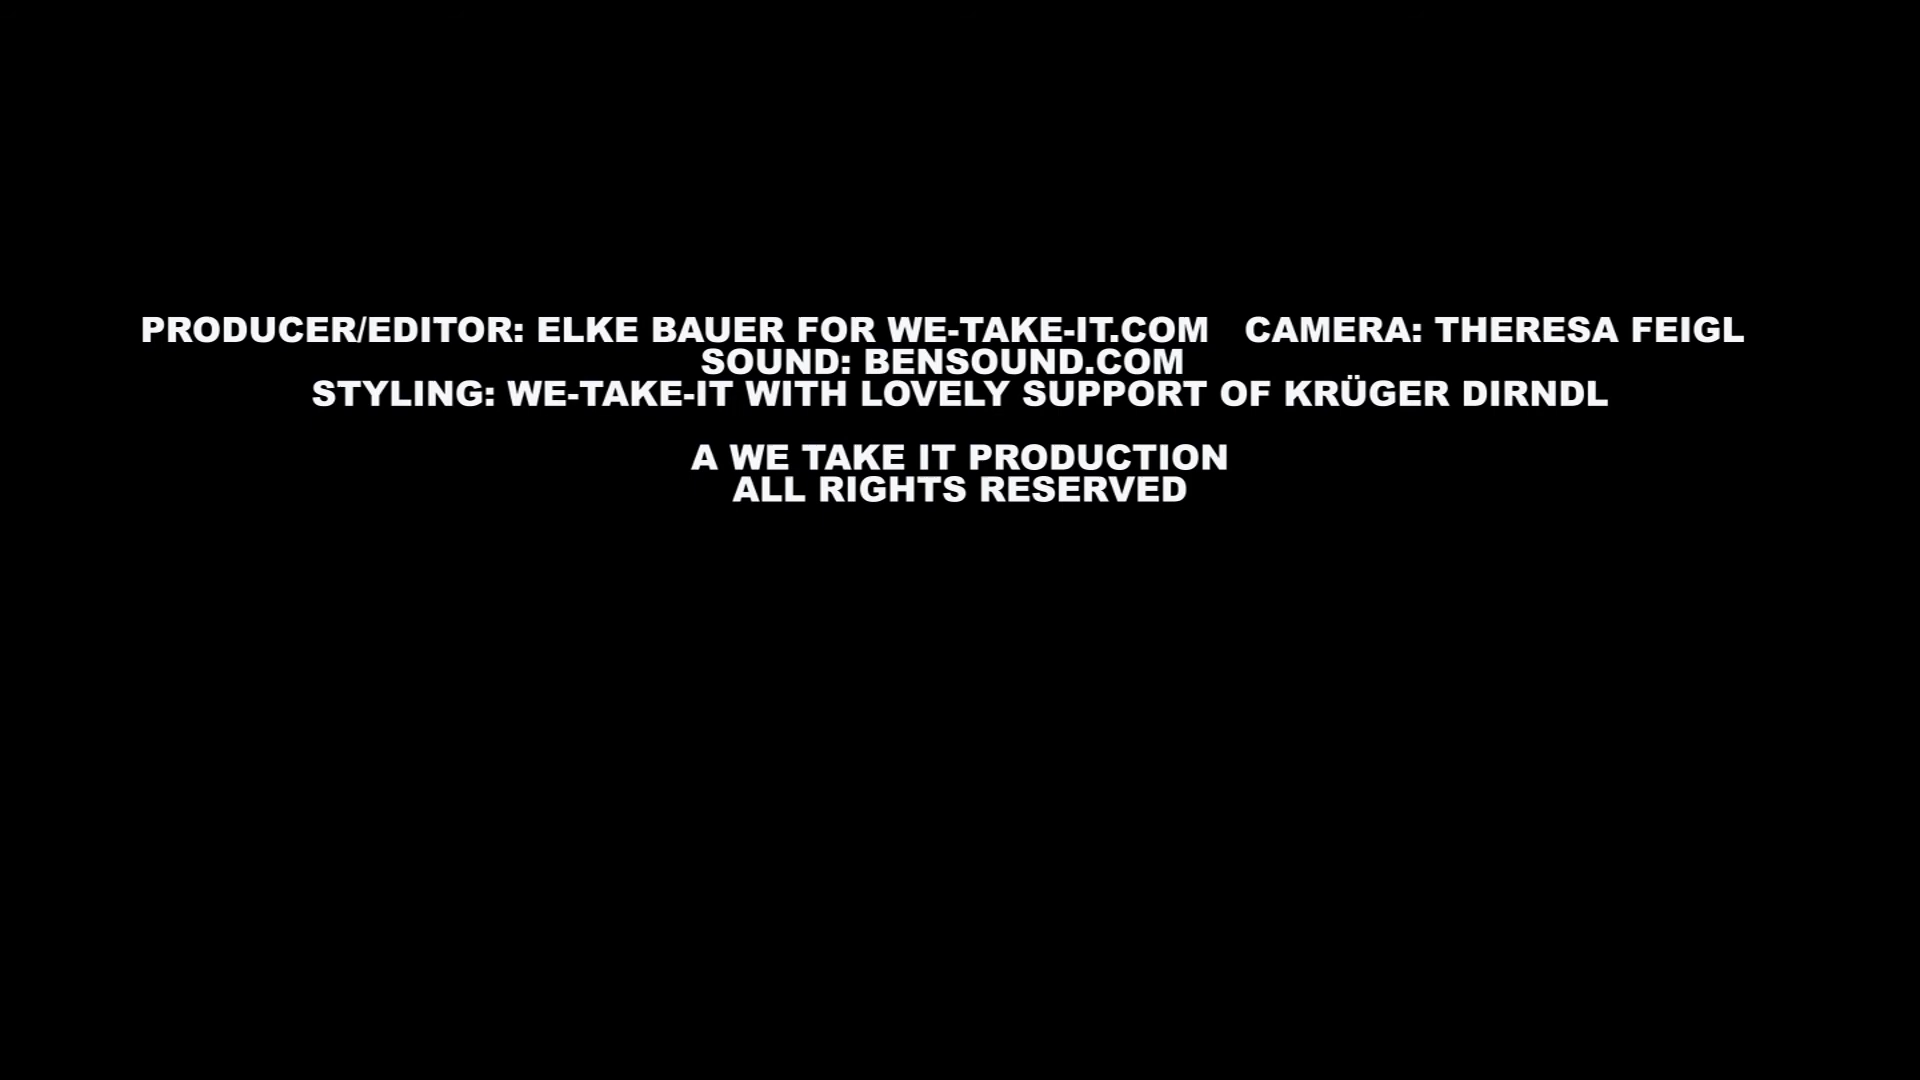 PRODUCER/EDITOR: ELKE BAUER FOR WE-TAKE-IT.COM   CAMERA: THERESA FEIGL
SOUND: BENSOUND.COM
STYLING: WE-TAKE-IT WITH LOVELY SUPPORT OF KRÜGER DIRNDL
A WE TAKE IT PRODUCTION
ALL RIGHTS RESERVED